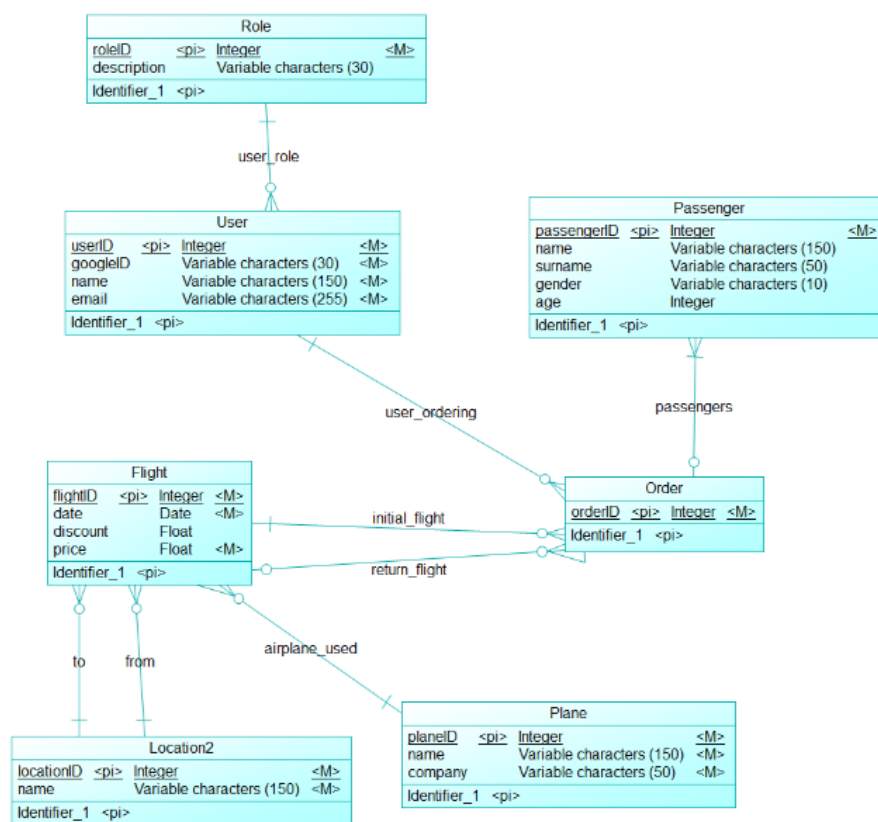 Role
roleID <pi> Integer <M>
description Variable characters (30)
Identifier_1 <pi>
user_role
User
userID <pi> Integer <M>
googleID Variable characters (30) <M>
name Variable characters (150) <M>
email Variable characters (255) <M>
Identifier_1 <pi>
Passenger
passengerID <pi> Integer <M>
name Variable characters (150)
surname Variable characters (50)
gender Variable characters (10)
age Integer
Identifier_1 <pi>
user_ordering
passengers
Flight
flightID <pi> Integer <M>
date Date <M>
discount Float
price Float <M>
Identifier_1 <pi>
initial_flight
return_flight
Order
orderID <pi> Integer <M>
Identifier_1 <pi>
to
from
airplane_used
Location2
locationID <pi> Integer <M>
name Variable characters (150) <M>
Identifier_1 <pi>
Plane
planeID <pi> Integer <M>
name Variable characters (150) <M>
company Variable characters (50) <M>
Identifier_1 <pi>